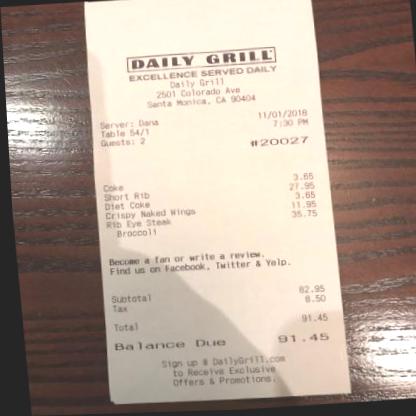 DAILY GRILL
EXCELLENCE SERVED DAILY
Daily Grill
2501 Colorado Ave
Santa Monica, CA 90404
Server: Dana 11/01/2018
Table 54/1 7:30 PM
Guests: 2 #20027
Coke 3.65
Short Rib 27.95
Diet Coke 3.65
Crispy Naked Wings 11.95
Rib Eye Steak 35.75
Broccoli
Become a fan or write a review.
Find us on Facebook, Twitter & Yelp.
Subtotal 82.95
Tax 8.50
Total 91.45
Balance Due 91.45
Sign up @ DailyGrill.com
to Receive Exclusive
Offers & Promotions.